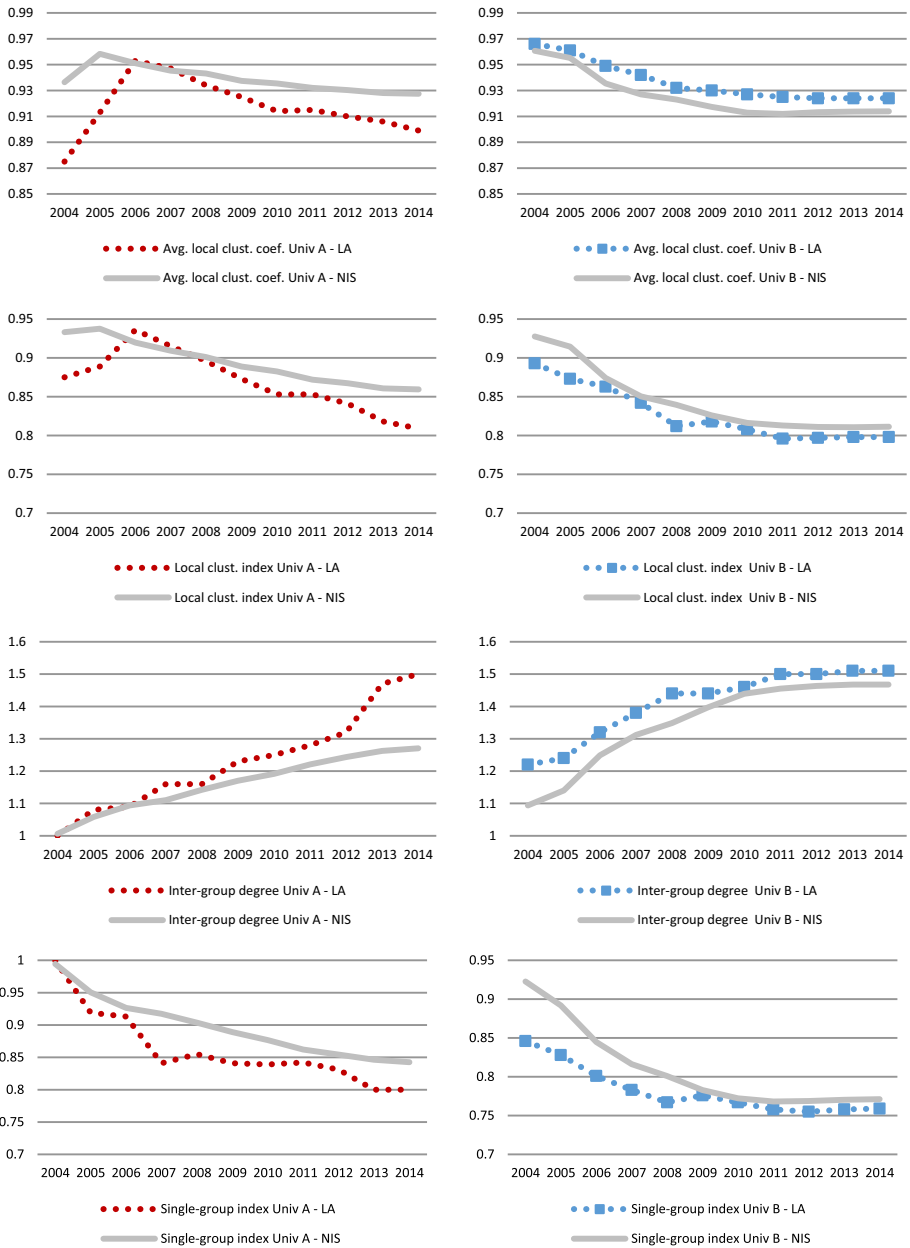 0.99
0.97
0.95
0.93
0.91
0.89
0.87
0.85
2004 2005 2006 2007 2008 2009 2010 2011 2012 2013 2014
Avg. local clust. coef. Univ A - LA
Avg. local clust. coef. Univ A - NIS
0.99
0.97
0.95
0.93
0.91
0.89
0.87
0.85
2004 2005 2006 2007 2008 2009 2010 2011 2012 2013 2014
Avg. local clust. coef. Univ B - LA
Avg. local clust. coef. Univ B - NIS
0.95
0.9
0.85
0.8
0.75
0.7
2004 2005 2006 2007 2008 2009 2010 2011 2012 2013 2014
Local clust. index Univ A - LA
Local clust. index Univ A - NIS
0.95
0.9
0.85
0.8
0.75
0.7
2004 2005 2006 2007 2008 2009 2010 2011 2012 2013 2014
Local clust. index Univ B - LA
Local clust. index Univ B - NIS
1.6
1.5
1.4
1.3
1.2
1.1
1
2004 2005 2006 2007 2008 2009 2010 2011 2012 2013 2014
Inter-group degree Univ A - LA
Inter-group degree Univ A - NIS
1.6
1.5
1.4
1.3
1.2
1.1
1
2004 2005 2006 2007 2008 2009 2010 2011 2012 2013 2014
Inter-group degree Univ B - LA
Inter-group degree Univ B - NIS
1
0.95
0.9
0.85
0.8
0.75
0.7
2004 2005 2006 2007 2008 2009 2010 2011 2012 2013 2014
Single-group index Univ A - LA
Single-group index Univ A - NIS
0.95
0.9
0.85
0.8
0.75
0.7
2004 2005 2006 2007 2008 2009 2010 2011 2012 2013 2014
Single-group index Univ B - LA
Single-group index Univ B - NIS